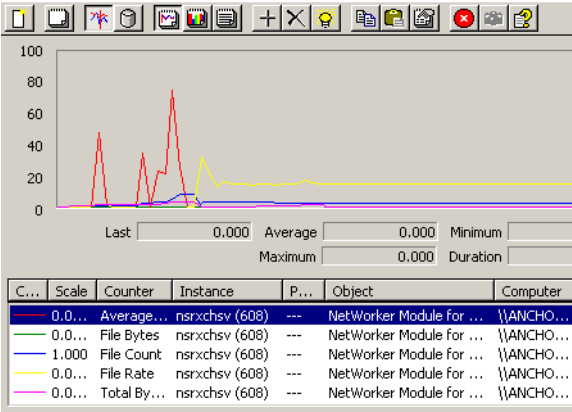 100
80
60
40
20
0
Last 0.000 Average 0.000 Minimum
Maximum 0.000 Duration
C... Scale Counter Instance P... Object Computer
0.0... Average... nsrxchsv (608) --- NetWorker Module for ... \\ANCHO...
0.0... File Bytes nsrxchsv (608) --- NetWorker Module for ... \\ANCHO...
1.000 File Count nsrxchsv (608) --- NetWorker Module for ... \\ANCHO...
0.0... File Rate nsrxchsv (608) --- NetWorker Module for ... \\ANCHO...
0.0... Total By... nsrxchsv (608) --- NetWorker Module for ... \\ANCHO...